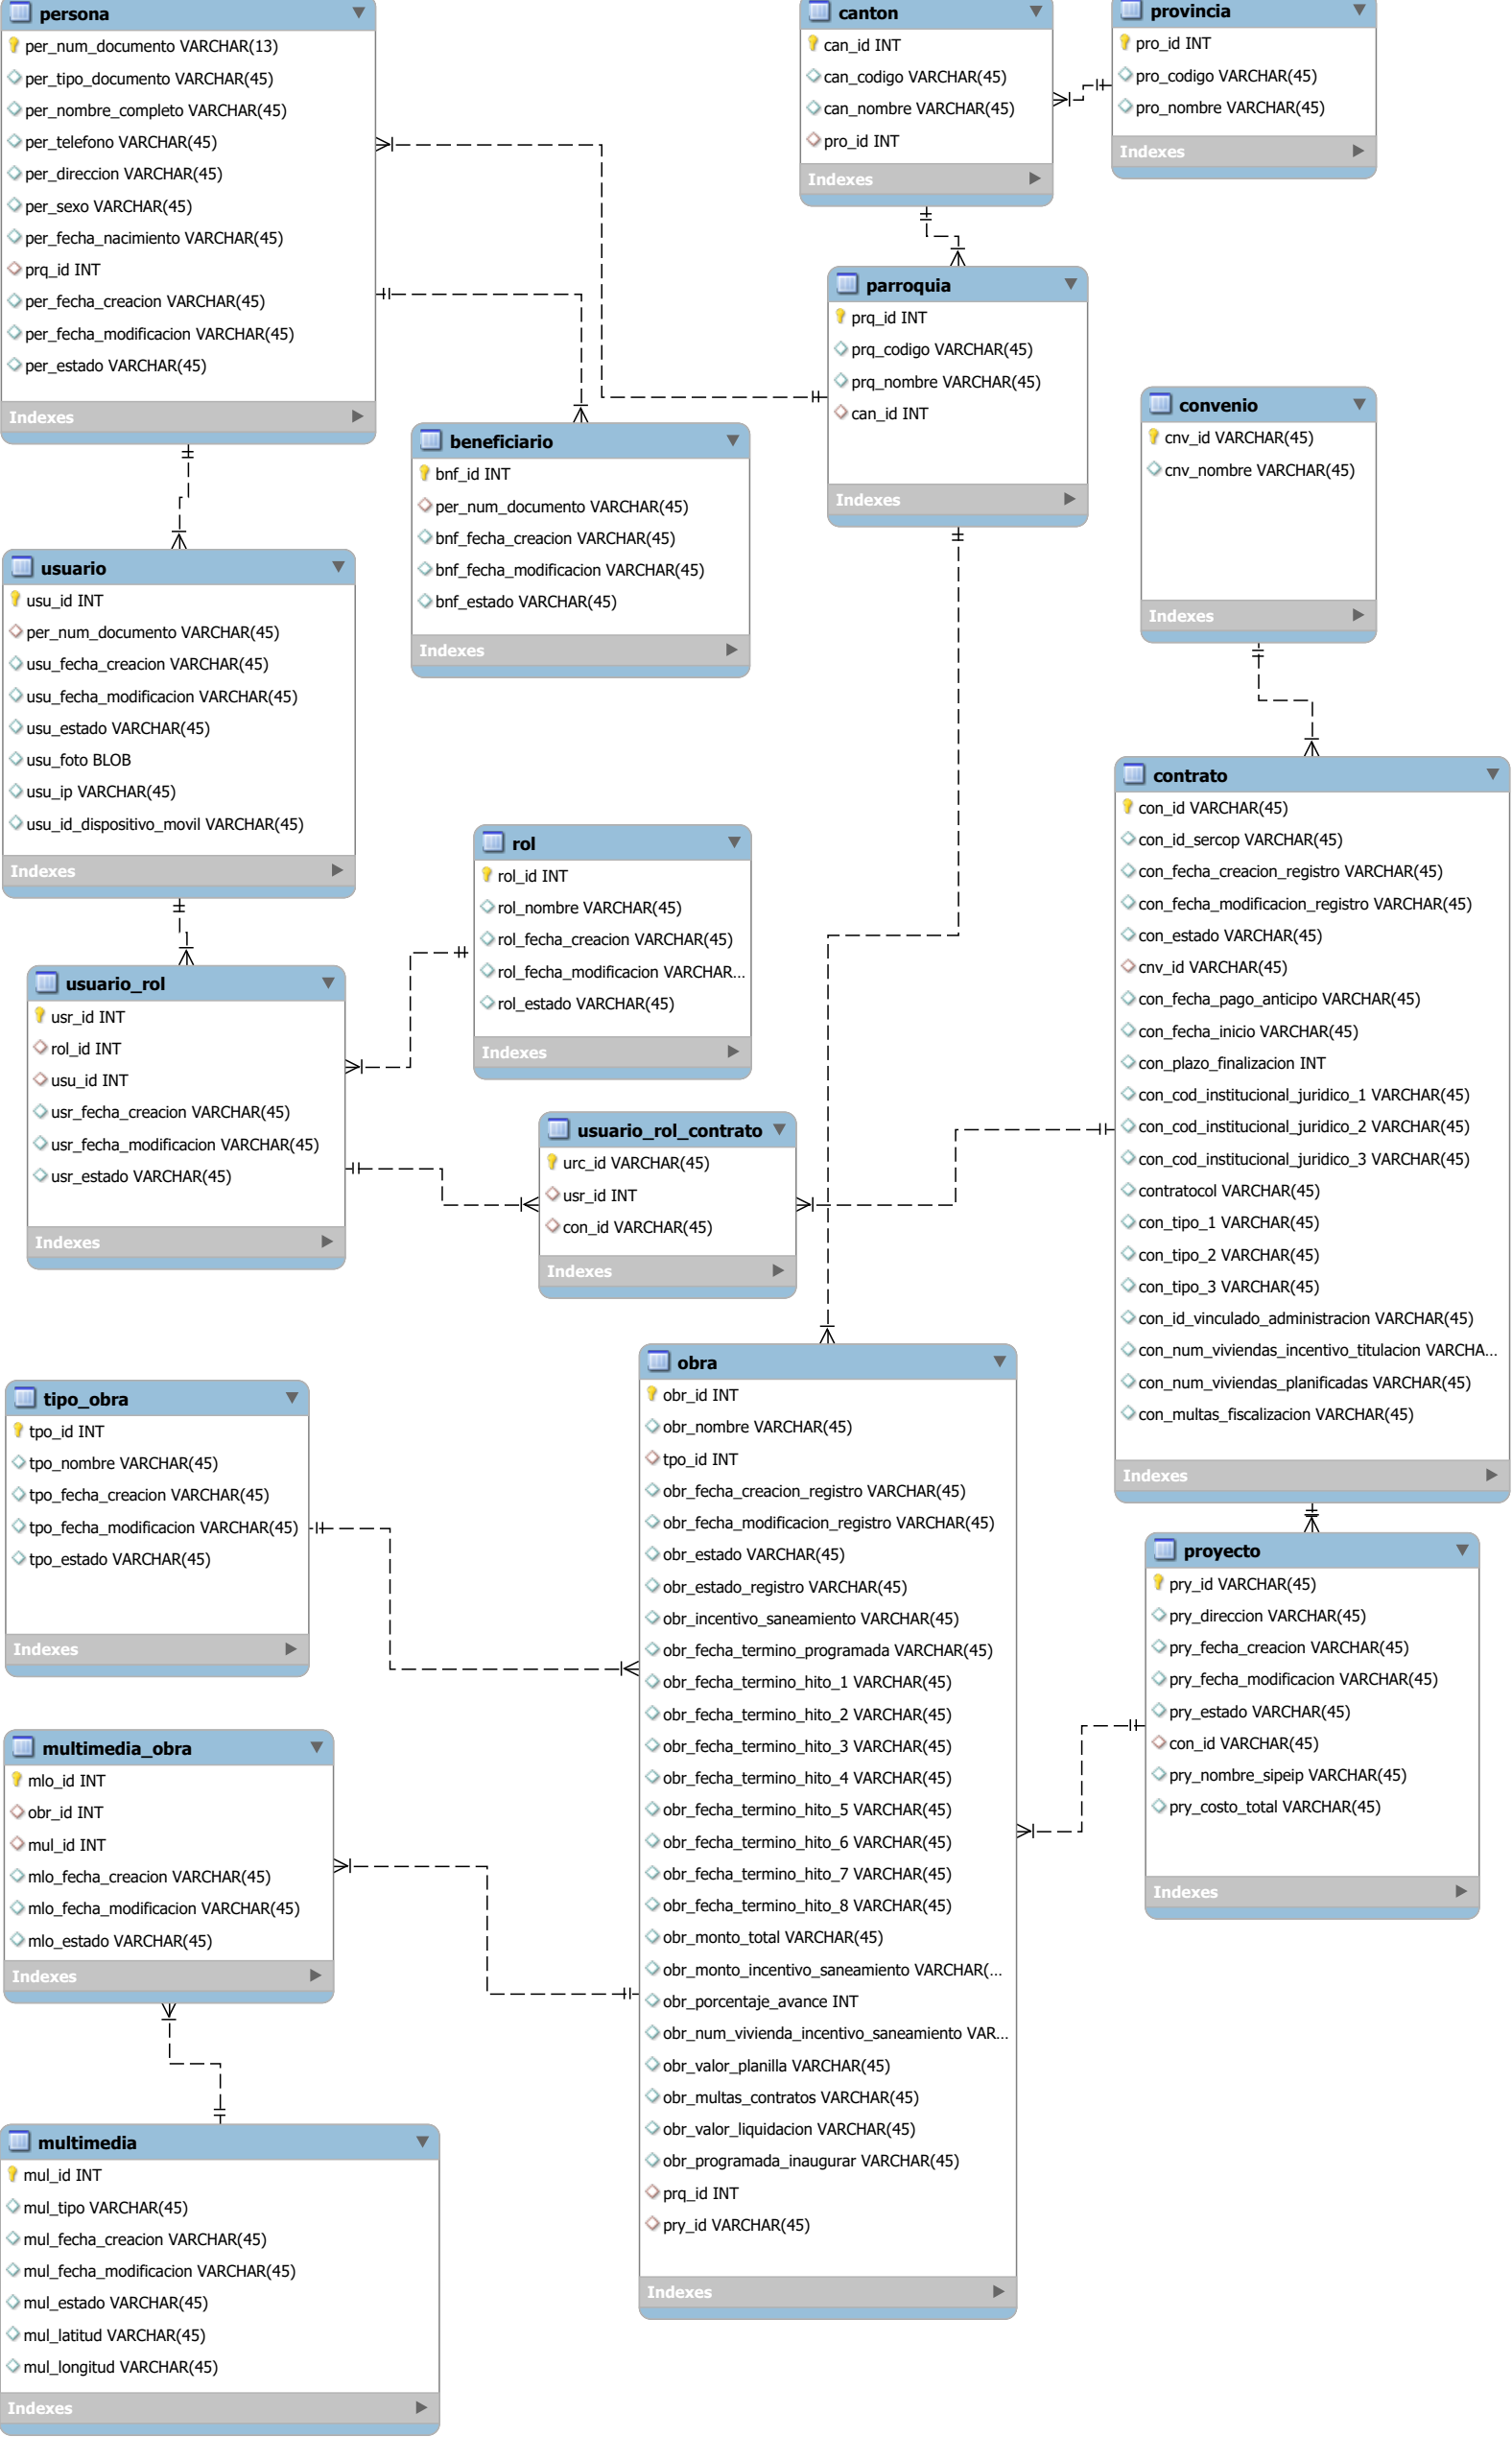 persona
per_num_documento VARCHAR(13)
per_tipo_documento VARCHAR(45)
per_nombre_completo VARCHAR(45)
per_telefono VARCHAR(45)
per_direccion VARCHAR(45)
per_sexo VARCHAR(45)
per_fecha_nacimiento VARCHAR(45)
prq_id INT
per_fecha_creacion VARCHAR(45)
per_fecha_modificacion VARCHAR(45)
per_estado VARCHAR(45)
Indexes
canton
can_id INT
can_codigo VARCHAR(45)
can_nombre VARCHAR(45)
pro_id INT
Indexes
provincia
pro_id INT
pro_codigo VARCHAR(45)
pro_nombre VARCHAR(45)
Indexes
parroquia
prq_id INT
prq_codigo VARCHAR(45)
prq_nombre VARCHAR(45)
can_id INT
Indexes
beneficiario
bnf_id INT
per_num_documento VARCHAR(45)
bnf_fecha_creacion VARCHAR(45)
bnf_fecha_modificacion VARCHAR(45)
bnf_estado VARCHAR(45)
Indexes
convenio
cnv_id VARCHAR(45)
cnv_nombre VARCHAR(45)
Indexes
usuario
usu_id INT
per_num_documento VARCHAR(45)
usu_fecha_creacion VARCHAR(45)
usu_fecha_modificacion VARCHAR(45)
usu_estado VARCHAR(45)
usu_foto BLOB
usu_ip VARCHAR(45)
usu_id_dispositivo_movil VARCHAR(45)
Indexes
rol
rol_id INT
rol_nombre VARCHAR(45)
rol_fecha_creacion VARCHAR(45)
rol_fecha_modificacion VARCHAR...
rol_estado VARCHAR(45)
Indexes
contrato
con_id VARCHAR(45)
con_id_sercop VARCHAR(45)
con_fecha_creacion_registro VARCHAR(45)
con_fecha_modificacion_registro VARCHAR(45)
con_estado VARCHAR(45)
cnv_id VARCHAR(45)
con_fecha_pago_anticipo VARCHAR(45)
con_fecha_inicio VARCHAR(45)
con_plazo_finalizacion INT
con_cod_institucional_juridico_1 VARCHAR(45)
con_cod_institucional_juridico_2 VARCHAR(45)
con_cod_institucional_juridico_3 VARCHAR(45)
contratocol VARCHAR(45)
con_tipo_1 VARCHAR(45)
con_tipo_2 VARCHAR(45)
con_tipo_3 VARCHAR(45)
con_id_vinculado_administracion VARCHAR(45)
con_num_viviendas_incentivo_titulacion VARCHA...
con_num_viviendas_planificadas VARCHAR(45)
con_multas_fiscalizacion VARCHAR(45)
Indexes
usuario_rol
usr_id INT
rol_id INT
usu_id INT
usr_fecha_creacion VARCHAR(45)
usr_fecha_modificacion VARCHAR(45)
usr_estado VARCHAR(45)
Indexes
usuario_rol_contrato
urc_id VARCHAR(45)
usr_id INT
con_id VARCHAR(45)
Indexes
tipo_obra
tpo_id INT
tpo_nombre VARCHAR(45)
tpo_fecha_creacion VARCHAR(45)
tpo_fecha_modificacion VARCHAR(45)
tpo_estado VARCHAR(45)
Indexes
obra
obr_id INT
obr_nombre VARCHAR(45)
tpo_id INT
obr_fecha_creacion_registro VARCHAR(45)
obr_fecha_modificacion_registro VARCHAR(45)
obr_estado VARCHAR(45)
obr_estado_registro VARCHAR(45)
obr_incentivo_saneamiento VARCHAR(45)
obr_fecha_termino_programada VARCHAR(45)
obr_fecha_termino_hito_1 VARCHAR(45)
obr_fecha_termino_hito_2 VARCHAR(45)
obr_fecha_termino_hito_3 VARCHAR(45)
obr_fecha_termino_hito_4 VARCHAR(45)
obr_fecha_termino_hito_5 VARCHAR(45)
obr_fecha_termino_hito_6 VARCHAR(45)
obr_fecha_termino_hito_7 VARCHAR(45)
obr_fecha_termino_hito_8 VARCHAR(45)
obr_monto_total VARCHAR(45)
obr_monto_incentivo_saneamiento VARCHAR(...
obr_porcentaje_avance INT
obr_num_vivienda_incentivo_saneamiento VAR...
obr_valor_planilla VARCHAR(45)
obr_multas_contratos VARCHAR(45)
obr_valor_liquidacion VARCHAR(45)
obr_programada_inaugurar VARCHAR(45)
prq_id INT
pry_id VARCHAR(45)
Indexes
proyecto
pry_id VARCHAR(45)
pry_direccion VARCHAR(45)
pry_fecha_creacion VARCHAR(45)
pry_fecha_modificacion VARCHAR(45)
pry_estado VARCHAR(45)
con_id VARCHAR(45)
pry_nombre_sipeip VARCHAR(45)
pry_costo_total VARCHAR(45)
Indexes
multimedia_obra
mlo_id INT
obr_id INT
mul_id INT
mlo_fecha_creacion VARCHAR(45)
mlo_fecha_modificacion VARCHAR(45)
mlo_estado VARCHAR(45)
Indexes
multimedia
mul_id INT
mul_tipo VARCHAR(45)
mul_fecha_creacion VARCHAR(45)
mul_fecha_modificacion VARCHAR(45)
mul_estado VARCHAR(45)
mul_latitud VARCHAR(45)
mul_longitud VARCHAR(45)
Indexes